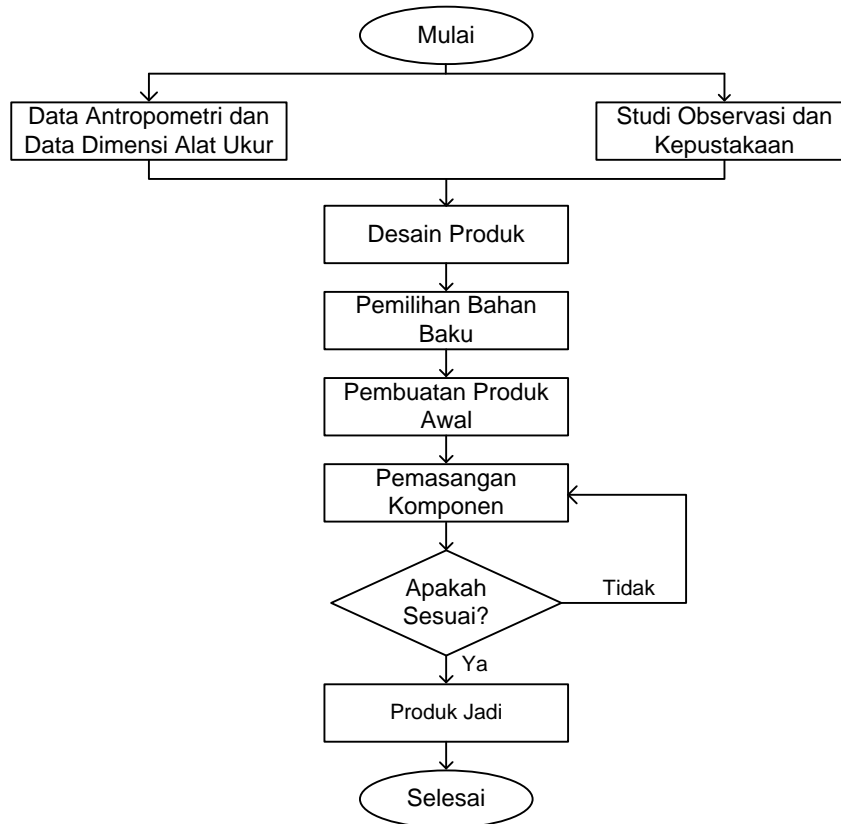 Mulai
Data Antropometri dan
Data Dimensi Alat Ukur
Studi Observasi dan
Kepustakaan
Desain Produk
Pemilihan Bahan
Baku
Pembuatan Produk
Awal
Pemasangan
Komponen
Apakah
Sesuai?
Tidak
Ya
Produk Jadi
Selesai